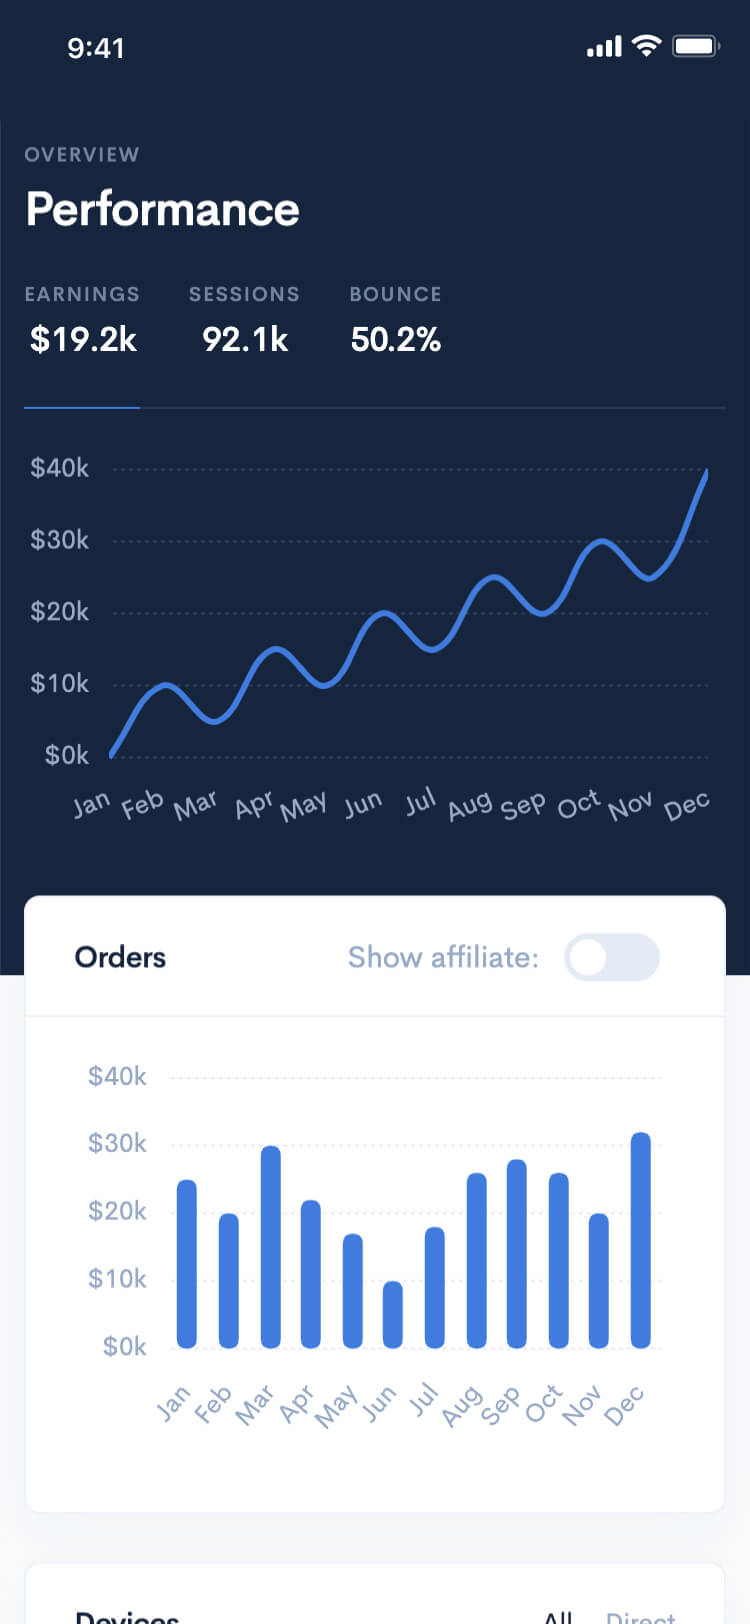 9:41
OVERVIEW
Performance
EARNINGS SESSIONS BOUNCE
$19.2k 92.1k 50.2%
$40k
$30k
$20k
$10k
$0k
Jan Feb Mar Apr May Jun Jul Aug Sep Oct Nov Dec
Orders Show affiliate:
$40k
$30k
$20k
$10k
$0k
Jan Feb Mar Apr May Jun Jul Aug Sep Oct Nov Dec
Devices All Direct